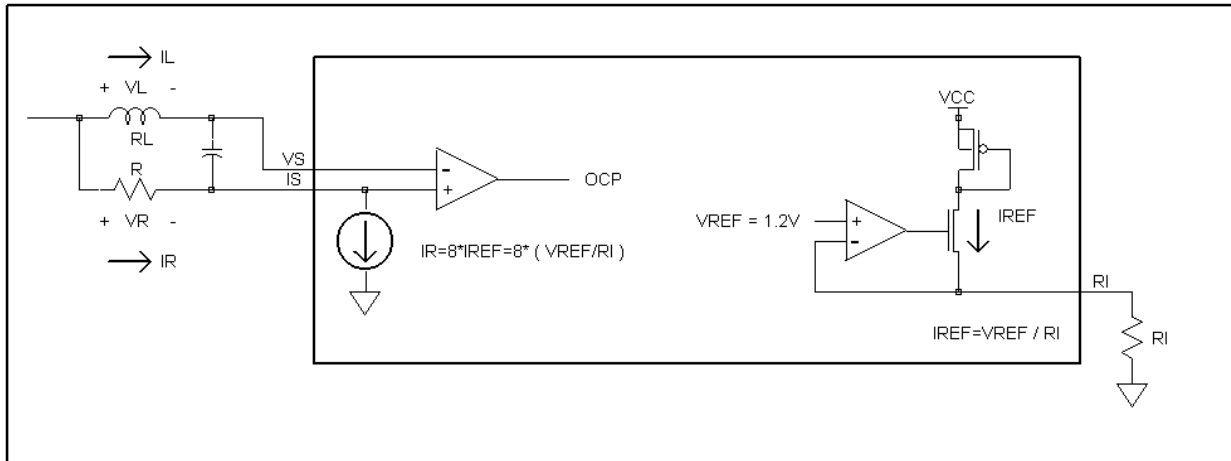 IL
+ VL -
RL
R
+ VR -
IR
VS
IS
-
+
OCP
IR=8*IREF=8* ( VREF/RI )
VCC
VREF = 1.2V
+
-
IREF
RI
IREF=VREF / RI
RI